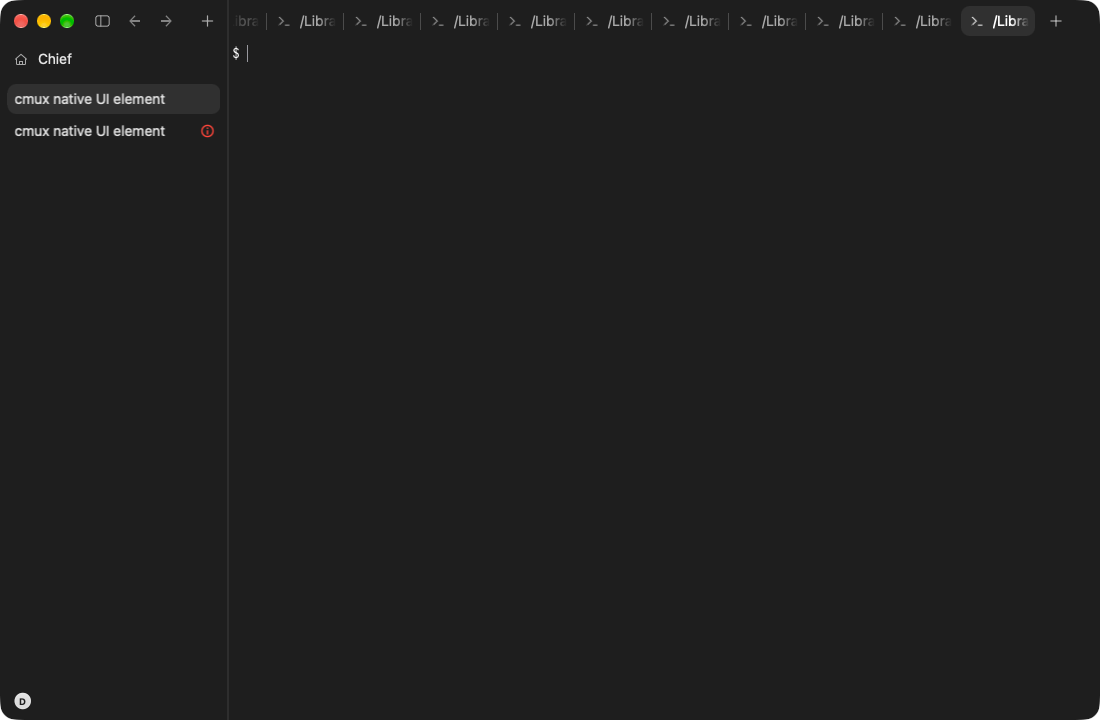 /Libra /Libra /Libra /Libra /Libra /Libra /Libra /Libra /Libra /Libra
Chief
$
cmux native UI element
cmux native UI element
D